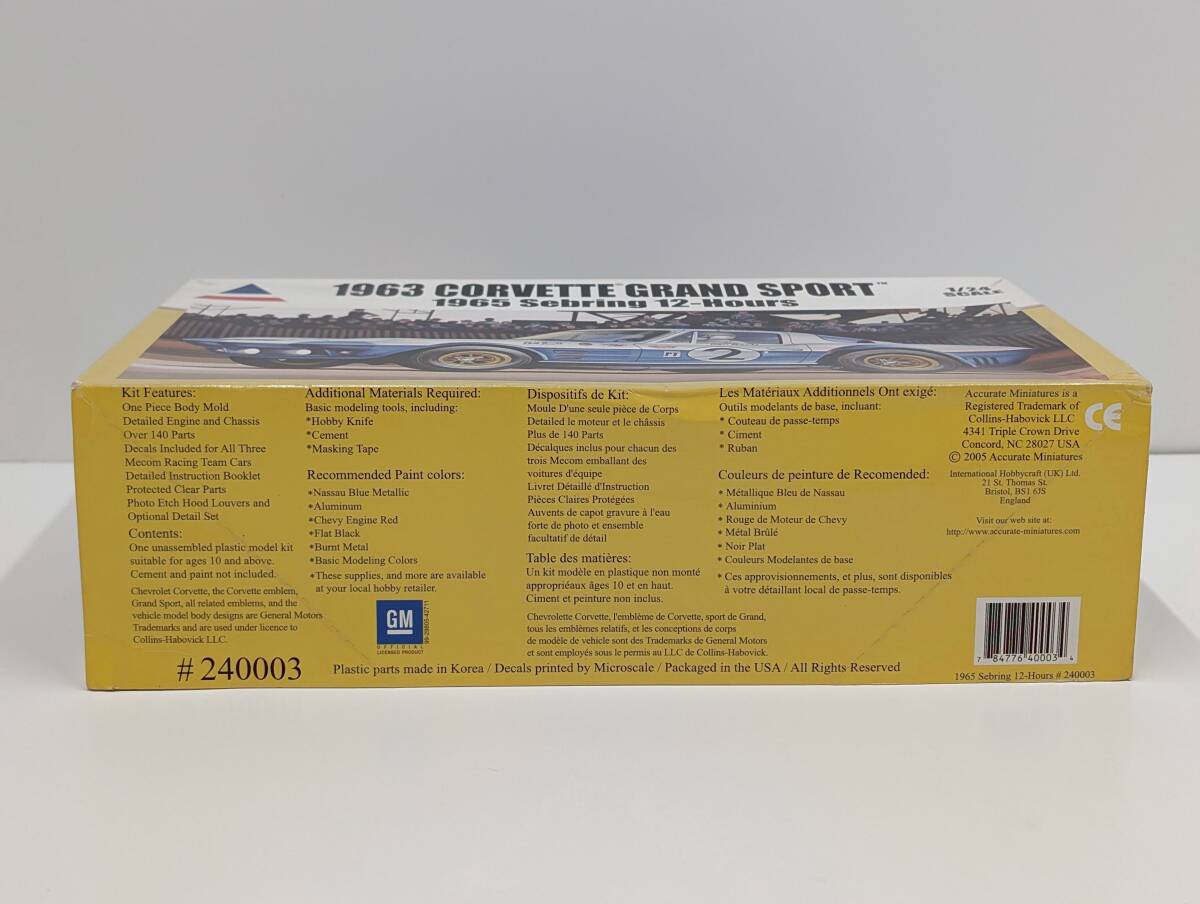 1963 CORVETTE GRAND SPORT™
1965 Sebring 12-Hours
1/24
SCALE
2
Kit Features:
One Piece Body Mold
Detailed Engine and Chassis
Over 140 Parts
Decals Included for All Three
Mecom Racing Team Cars
Detailed Instruction Booklet
Protected Clear Parts
Photo Etch Hood Louvers and
Optional Detail Set
Contents:
One unassembled plastic model kit
suitable for ages 10 and above.
Cement and paint not included.
Chevrolet Corvette, the Corvette emblem,
Grand Sport, all related emblems, and the
vehicle model body designs are General Motors
Trademarks and are used under licence to
Collins-Habovick LLC.
# 240003
Additional Materials Required:
Basic modeling tools, including:
*Hobby Knife
*Cement
*Masking Tape
Recommended Paint colors:
*Nassau Blue Metallic
*Aluminum
*Chevy Engine Red
*Flat Black
*Burnt Metal
*Basic Modeling Colors
*These supplies, and more are available
at your local hobby retailer.
GM
OFFICIAL
LICENSED PRODUCT
Dispositifs de Kit:
Moule D'une seule pièce de Corps
Detailed le moteur et le châssis
Plus de 140 Parts
Décalques inclus pour chacun des
trois Mecom emballant des
voitures d'équipe
Livret Détaillé d'Instruction
Pièces Claires Protégées
Auvents de capot gravure à l'eau
forte de photo et ensemble
facultatif de détail
Table des matières:
Un kit modèle en plastique non monté
appropriéaux âges 10 et en haut.
Ciment et peinture non inclus.
Chevrolette Corvette, l'emblème de Corvette, sport de Grand,
tous les emblèmes relatifs, et les conceptions de corps
de modèle de vehicle sont des Trademarks de General Motors
et sont employés sous le permis au LLC de Collins-Habovick.
Les Matériaux Additionnels Ont exigé:
Outils modelants de base, incluant:
* Couteau de passe-temps
* Ciment
* Ruban
Couleurs de peinture de Recomended:
* Métallique Bleu de Nassau
* Aluminium
* Rouge de Moteur de Chevy
* Métal Brûlé
* Noir Plat
* Couleurs Modelantes de base
* Ces approvisionnements, et plus, sont disponibles
à votre détaillant local de passe-temps.
Accurate Miniatures is a
Registered Trademark of
Collins-Habovick LLC
4341 Triple Crown Drive
Concord, NC 28027 USA
© 2005 Accurate Miniatures
CE
International Hobbycraft (UK) Ltd.
21 St. Thomas St.
Bristol, BS1 6JS
England
Visit our web site at:
http://www.accurate-miniatures.com
7 84776 40003 4
1965 Sebring 12-Hours # 240003
Plastic parts made in Korea / Decals printed by Microscale / Packaged in the USA / All Rights Reserved